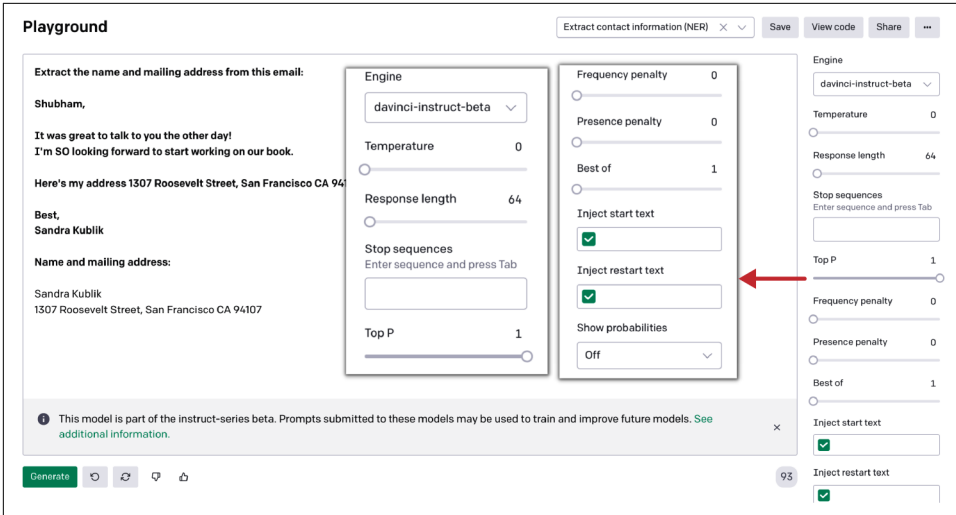 Playground
Extract contact information (NER)
Save
View code
Share
Extract the name and mailing address from this email:
Shubham,
It was great to talk to you the other day!
I'm SO looking forward to start working on our book.
Here's my address 1307 Roosevelt Street, San Francisco CA 941
Best,
Sandra Kublik
Name and mailing address:
Sandra Kublik
1307 Roosevelt Street, San Francisco CA 94107
Engine
davinci-instruct-beta
Temperature 0
Response length 64
Stop sequences
Enter sequence and press Tab
Top P 1
Frequency penalty 0
Presence penalty 0
Best of 1
Inject start text
Inject restart text
Show probabilities
Off
Engine
davinci-instruct-beta
Temperature 0
Response length 64
Stop sequences
Enter sequence and press Tab
Top P 1
Frequency penalty 0
Presence penalty 0
Best of 1
Inject start text
Inject restart text
This model is part of the instruct-series beta. Prompts submitted to these models may be used to train and improve future models. See
additional information.
Generate
93